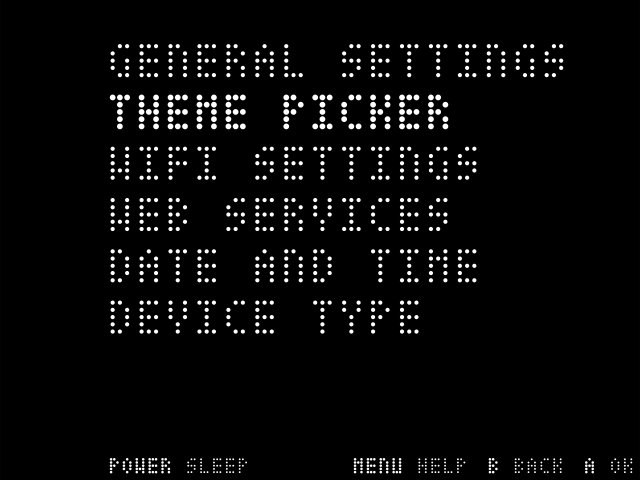 GENERAL SETTINGS
THEME PICKER
WIFI SETTINGS
WEB SERVICES
DATE AND TIME
DEVICE TYPE
POWER SLEEP MENU HELP B BACK A OK